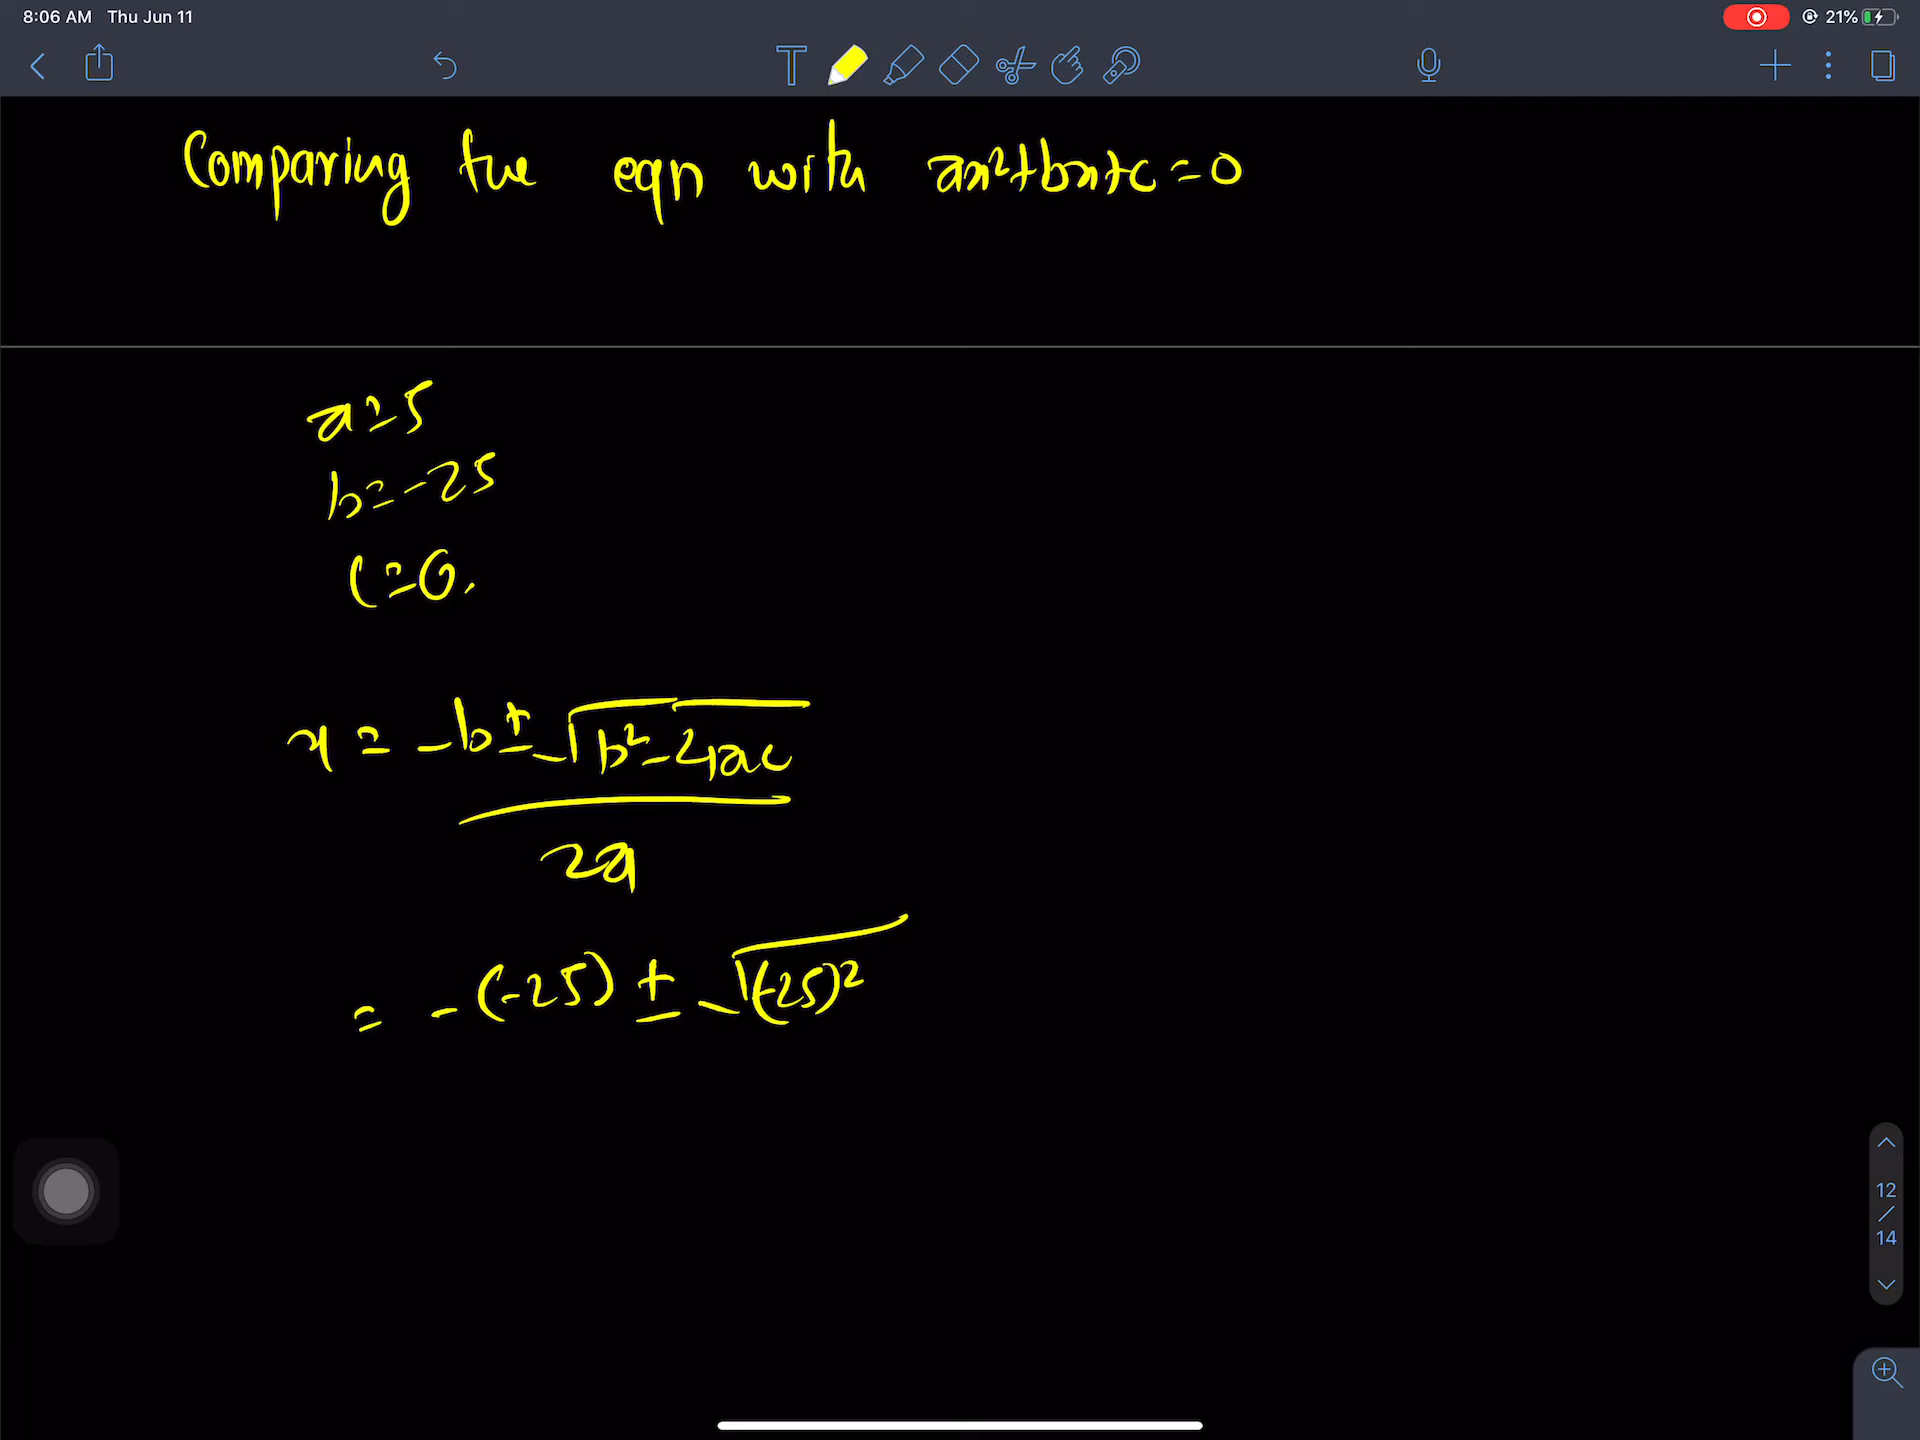 8:06 AM Thu Jun 11
21%
Comparing the eqn with ax²+bx+c=0
a=5
b=-25
c=0.
x = -b±√b²-4ac
2a
= -(-25) ± √(-25)²
12
/
14